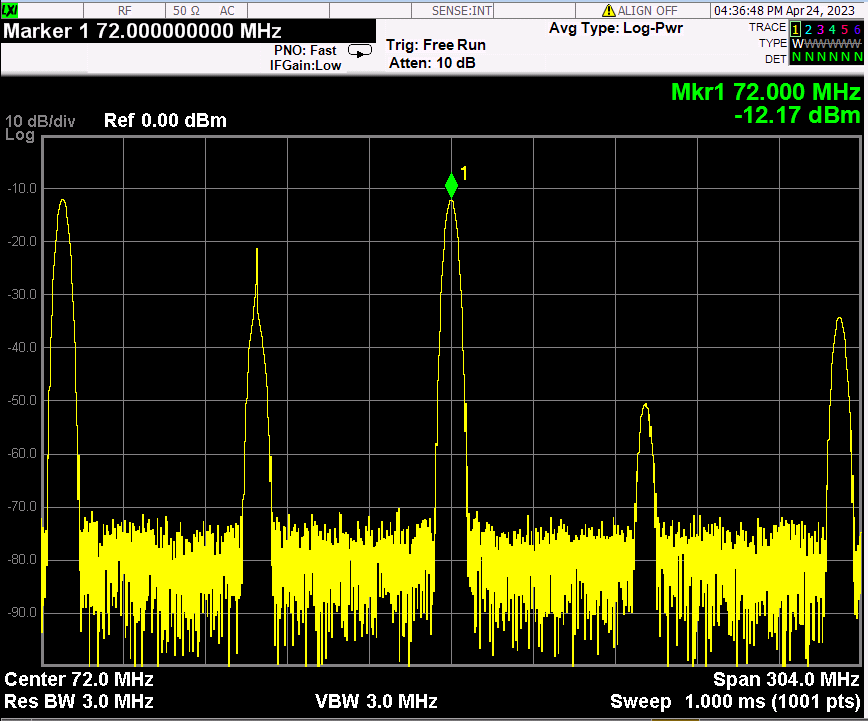 LXI RF 50 Ω AC SENSE:INT ALIGN OFF 04:36:48 PM Apr 24, 2023
Marker 1 72.000000000 MHz
PNO: Fast
IFGain:Low
Trig: Free Run
Atten: 10 dB
Avg Type: Log-Pwr
TRACE 1 2 3 4 5 6
TYPE WWWWWW
DET N N N N N N
Mkr1 72.000 MHz
-12.17 dBm
10 dB/div Ref 0.00 dBm
Log
1
-10.0
-20.0
-30.0
-40.0
-50.0
-60.0
-70.0
-80.0
-90.0
Center 72.0 MHz Span 304.0 MHz
Res BW 3.0 MHz VBW 3.0 MHz Sweep 1.000 ms (1001 pts)